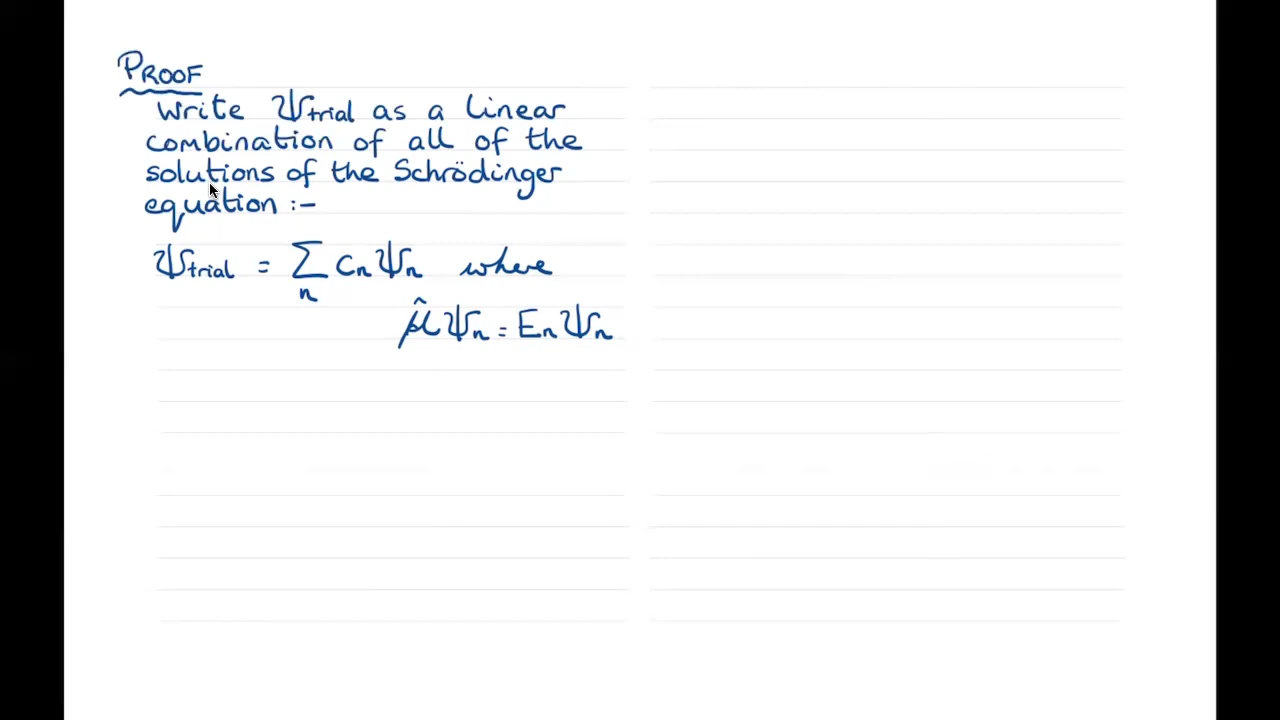 PROOF
Write Ψtrial as a linear
combination of all of the
solutions of the Schrödinger
equation :-
Ψtrial = Σ cnΨn where
n
ĤΨn = EnΨn